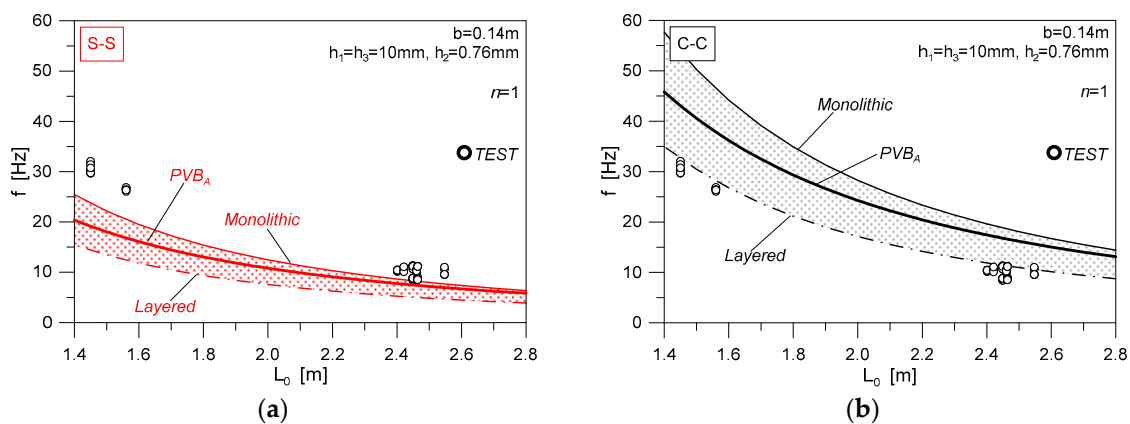 60
50
40
30
20
10
0
f [Hz]
S-S
b=0.14m
h₁=h₃=10mm, h₂=0.76mm
n=1
TEST
PVB_A
Monolithic
Layered
1.4 1.6 1.8 2.0 2.2 2.4 2.6 2.8
L₀ [m]
(a)
60
50
40
30
20
10
0
f [Hz]
C-C
b=0.14m
h₁=h₃=10mm, h₂=0.76mm
n=1
Monolithic
TEST
PVB_A
Layered
1.4 1.6 1.8 2.0 2.2 2.4 2.6 2.8
L₀ [m]
(b)